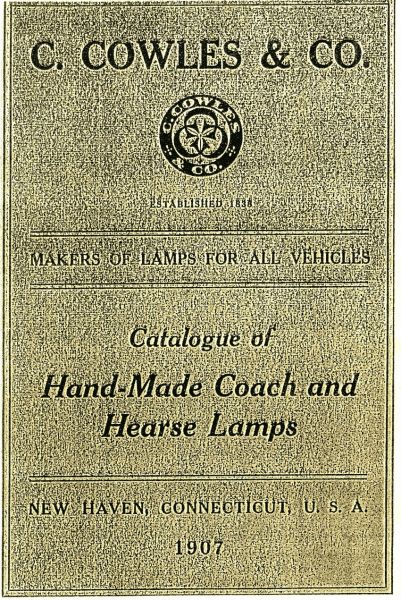 C. COWLES & CO.
C. COWLES
& CO.
ESTABLISHED 1838
MAKERS OF LAMPS FOR ALL VEHICLES
Catalogue of
Hand-Made Coach and
Hearse Lamps
NEW HAVEN, CONNECTICUT, U. S. A.
1907